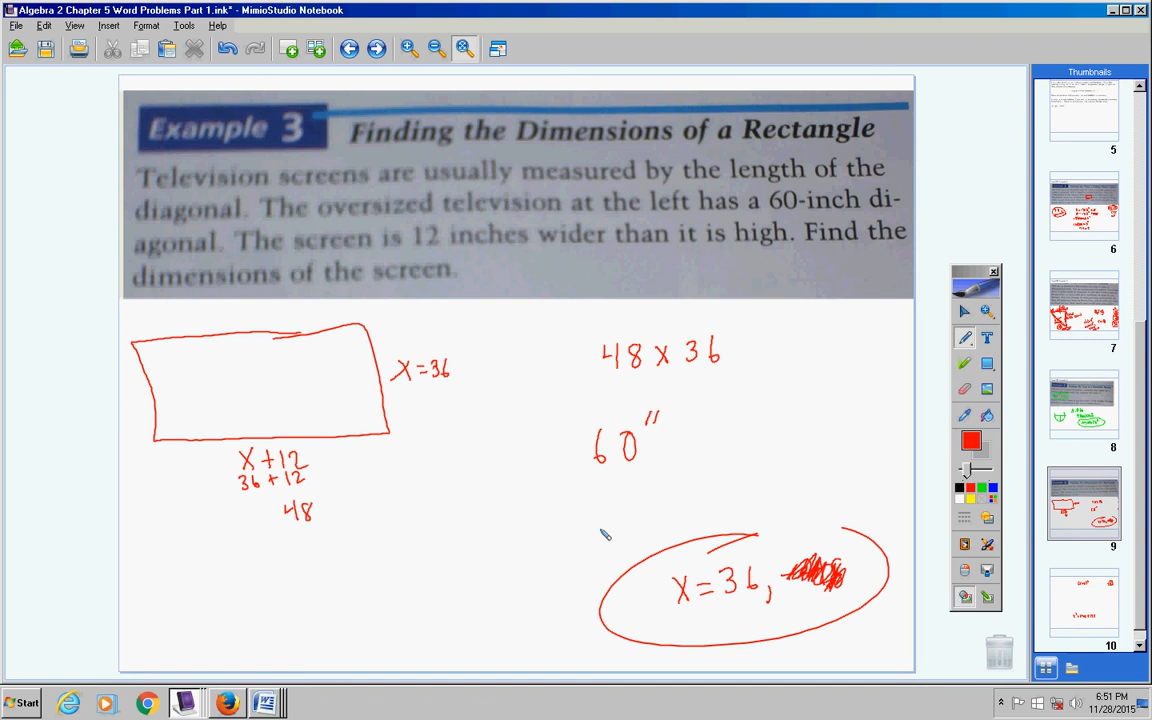 Algebra 2 Chapter 5 Word Problems Part 1.ink* - MimioStudio Notebook
File Edit View Insert Format Tools Help
Thumbnails
Example 3 Finding the Dimensions of a Rectangle
Television screens are usually measured by the length of the
diagonal. The oversized television at the left has a 60-inch di-
agonal. The screen is 12 inches wider than it is high. Find the
dimensions of the screen.
x = 36
x + 12
36 + 12
48
48 x 36
60"
x = 36,
5
6
7
8
9
10
T
Start
6:51 PM
11/28/2015